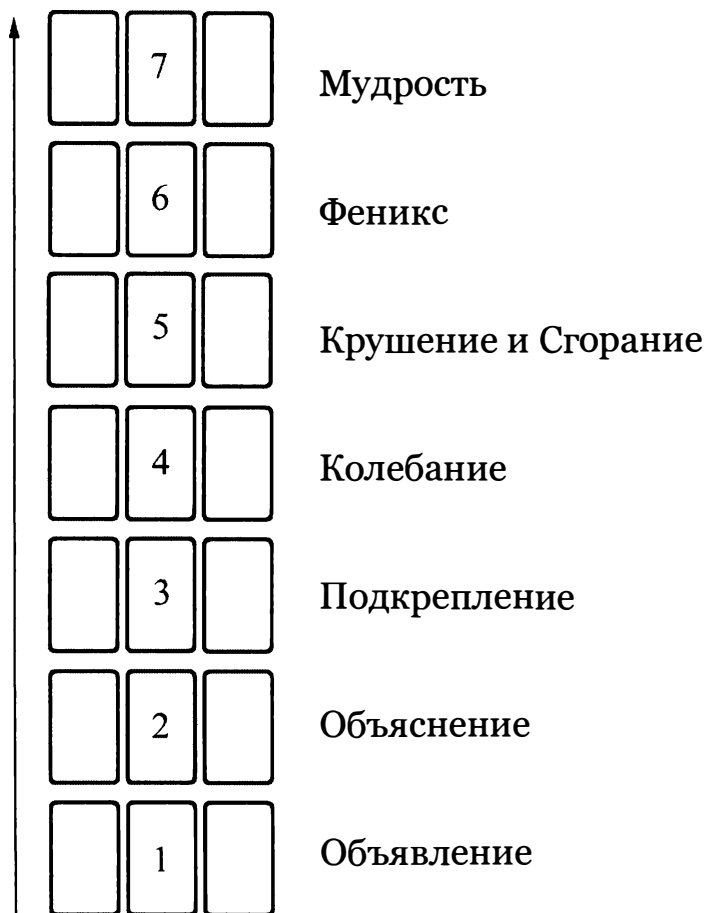 7 Мудрость
6 Феникс
5 Крушение и Сгорание
4 Колебание
3 Подкрепление
2 Объяснение
1 Объявление